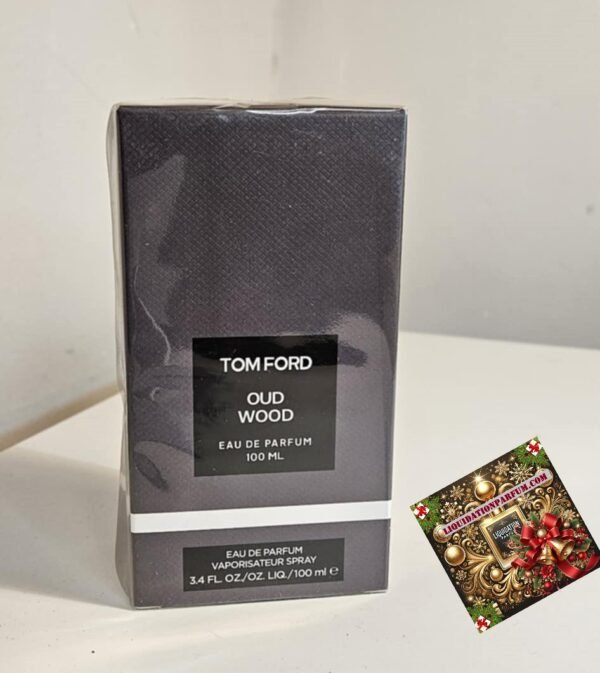 TOM FORD
OUD
WOOD
EAU DE PARFUM
100 ML
EAU DE PARFUM
VAPORISATEUR SPRAY
3.4 FL. OZ./OZ. LIQ./100 ml ℮
LIQUIDATIONPARFUM.COM
LIQUIDATION